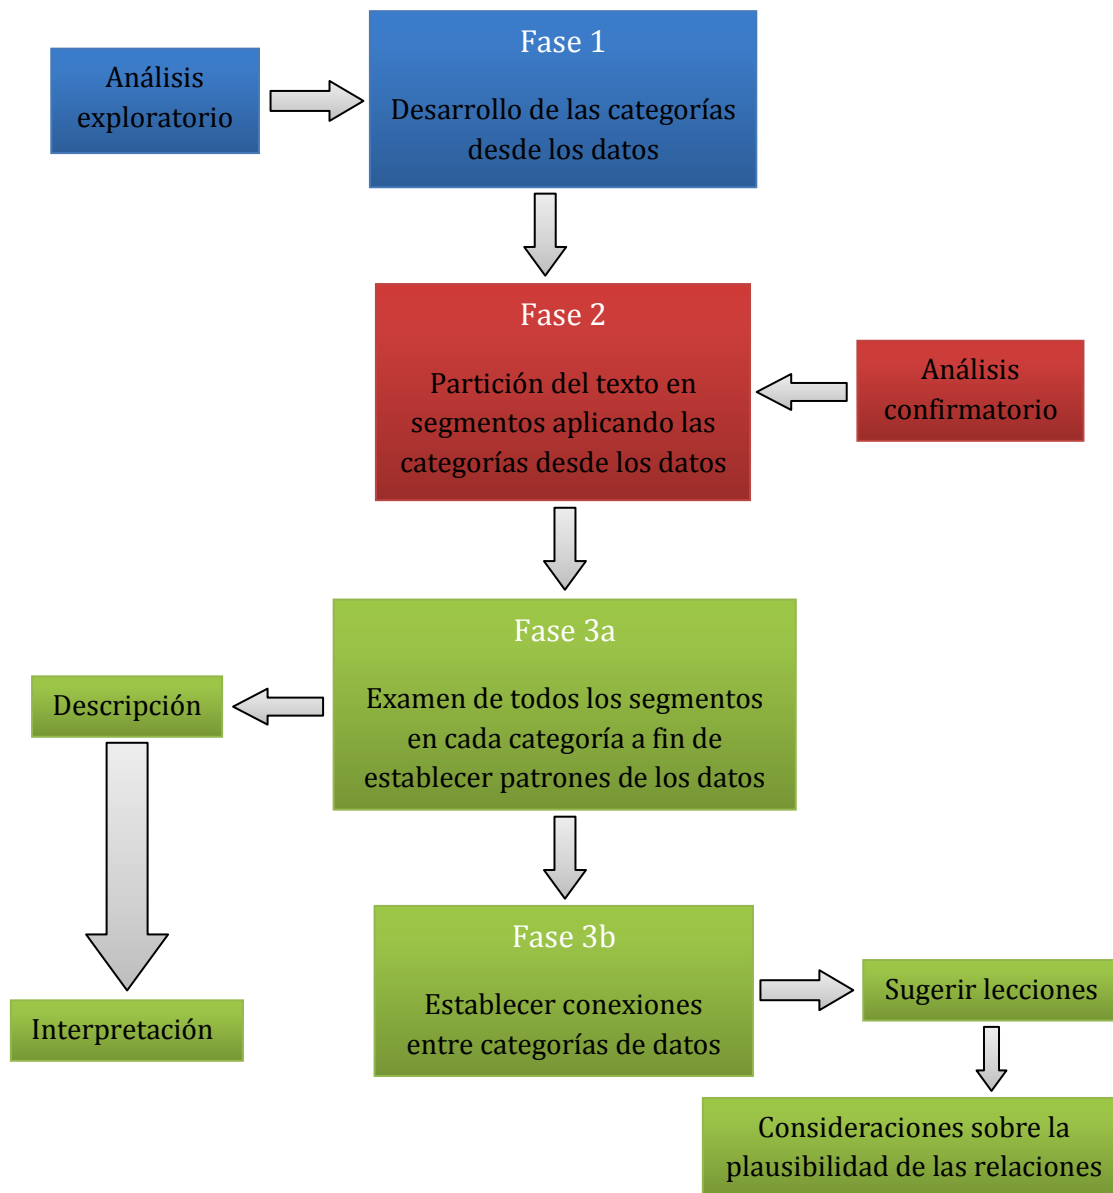 Análisis
exploratorio
Fase 1
Desarrollo de las categorías
desde los datos
Fase 2
Partición del texto en
segmentos aplicando las
categorías desde los datos
Análisis
confirmatorio
Fase 3a
Examen de todos los segmentos
en cada categoría a fin de
establecer patrones de los datos
Descripción
Interpretación
Fase 3b
Establecer conexiones
entre categorías de datos
Sugerir lecciones
Consideraciones sobre la
plausibilidad de las relaciones